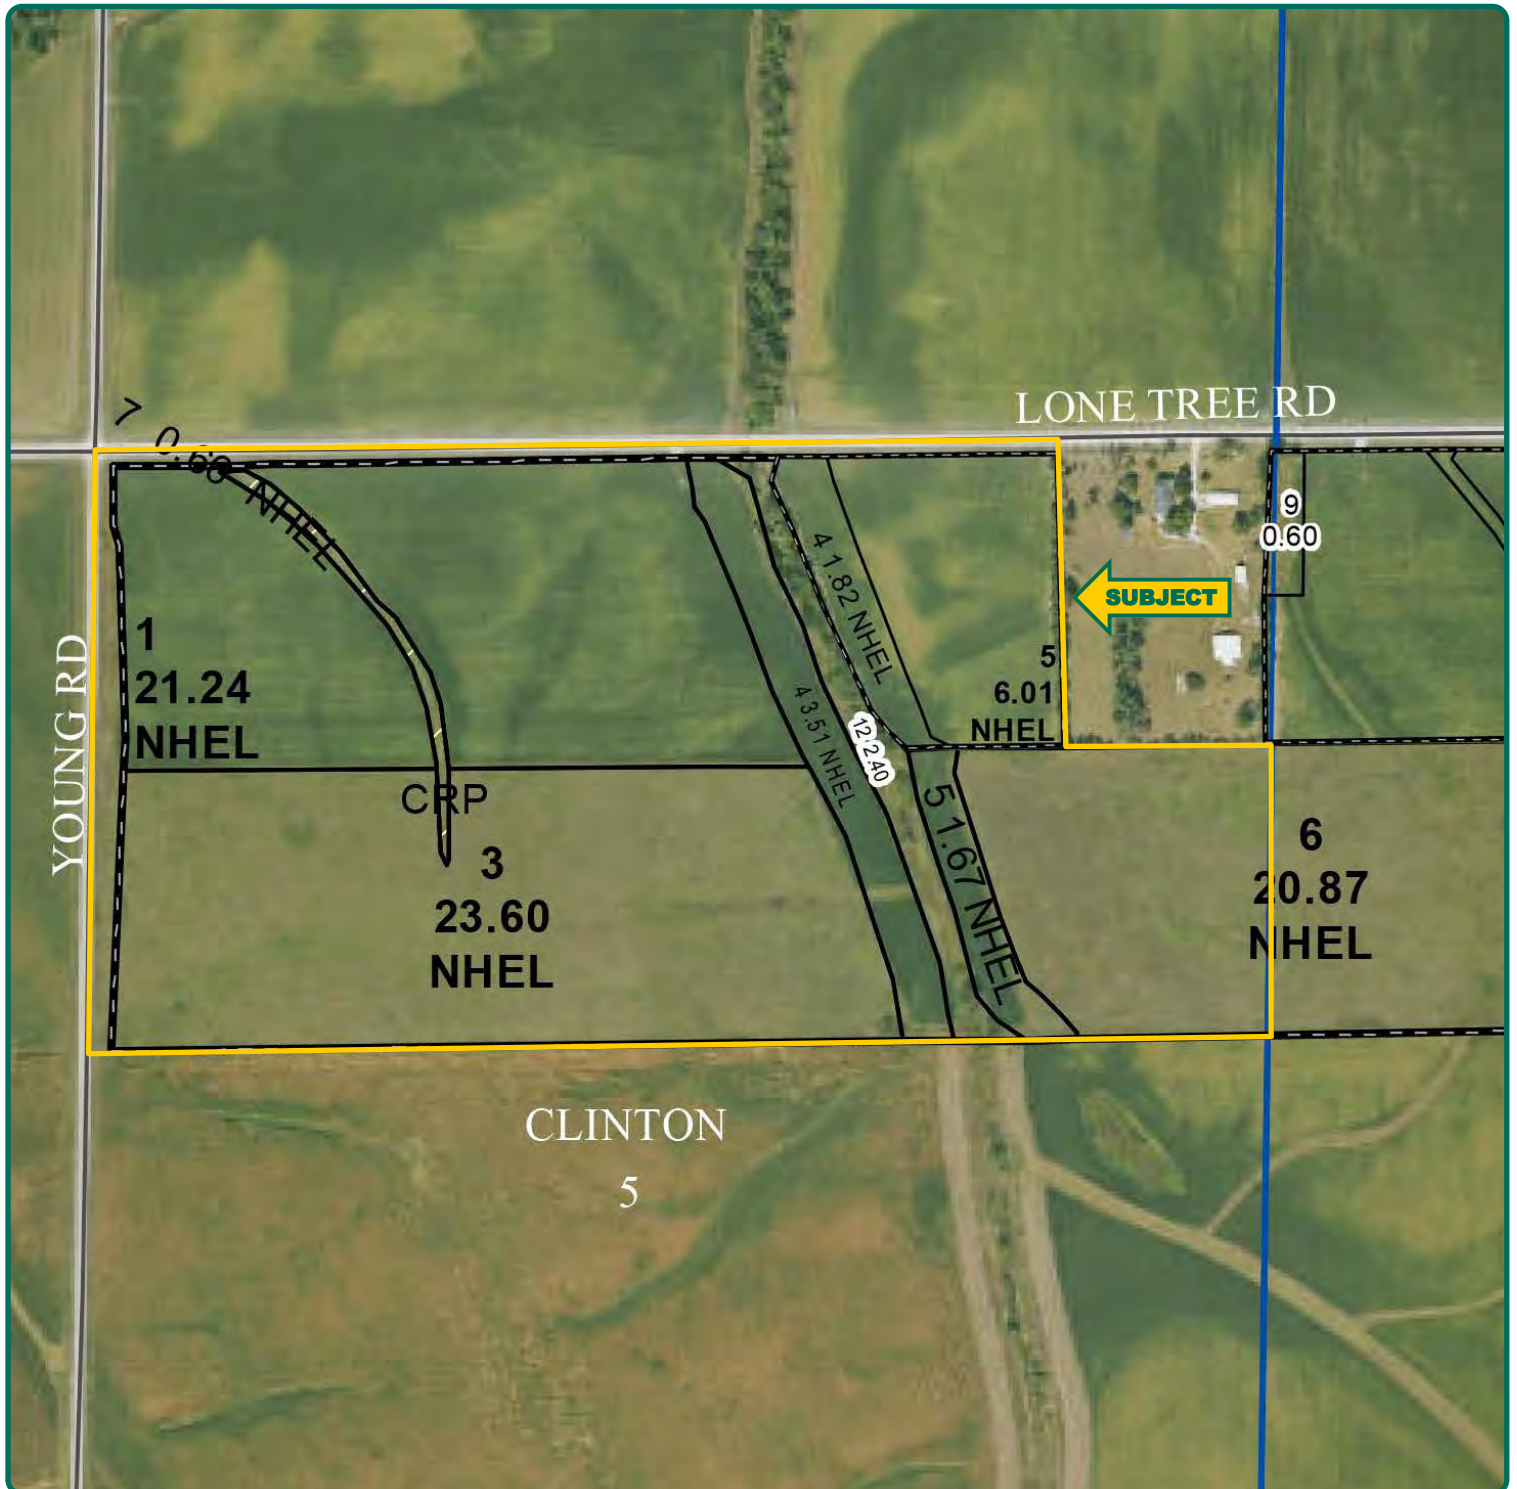 LONE TREE RD
7 0.60 NHEL
9
0.60
SUBJECT
4 1.82 NHEL
1
21.24
NHEL
5
6.01
NHEL
YOUNG RD
4 3.51 NHEL
12 2.40
CRP
5 1.67 NHEL
3
23.60
NHEL
6
20.87
NHEL
CLINTON
5